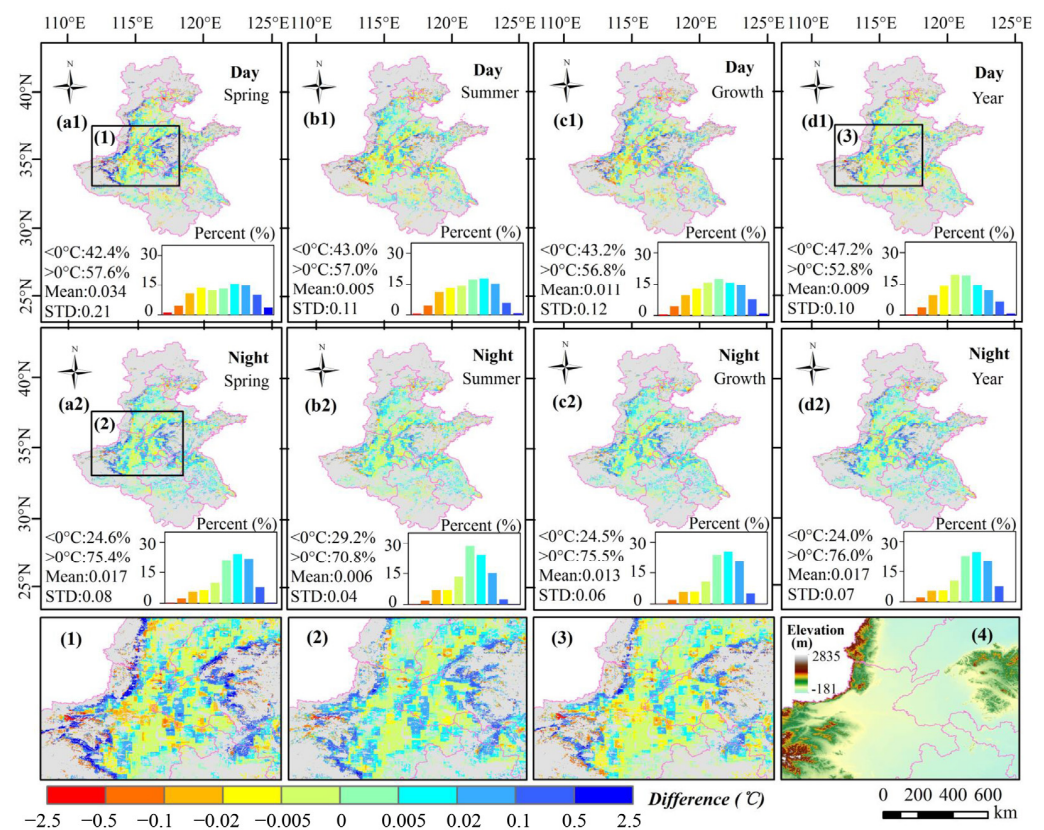 110°E 115°E 120°E 125°E 110°E 115°E 120°E 125°E 110°E 115°E 120°E 125°E 110°E 115°E 120°E 125°E
40°N
35°N
30°N
25°N
N
Day
Spring
(a1)
(1)
<0°C:42.4%
>0°C:57.6%
Mean:0.034
STD:0.21
Percent (%)
30
15
0
N
Day
Summer
(b1)
<0°C:43.0%
>0°C:57.0%
Mean:0.005
STD:0.11
Percent (%)
30
15
0
N
Day
Growth
(c1)
<0°C:43.2%
>0°C:56.8%
Mean:0.011
STD:0.12
Percent (%)
30
15
0
N
Day
Year
(d1)
(3)
<0°C:47.2%
>0°C:52.8%
Mean:0.009
STD:0.10
Percent (%)
30
15
0
40°N
35°N
30°N
25°N
N
Night
Spring
(a2)
(2)
<0°C:24.6%
>0°C:75.4%
Mean:0.017
STD:0.08
Percent (%)
30
15
0
N
Night
Summer
(b2)
<0°C:29.2%
>0°C:70.8%
Mean:0.006
STD:0.04
Percent (%)
30
15
0
N
Night
Growth
(c2)
<0°C:24.5%
>0°C:75.5%
Mean:0.013
STD:0.06
Percent (%)
30
15
0
N
Night
Year
(d2)
<0°C:24.0%
>0°C:76.0%
Mean:0.017
STD:0.07
Percent (%)
30
15
0
(1)
(2)
(3)
Elevation
(m)
2835
-181
(4)
Difference (℃)
−2.5 −0.5 −0.1 −0.02 −0.005 0 0.005 0.02 0.1 0.5 2.5
0 200 400 600
km